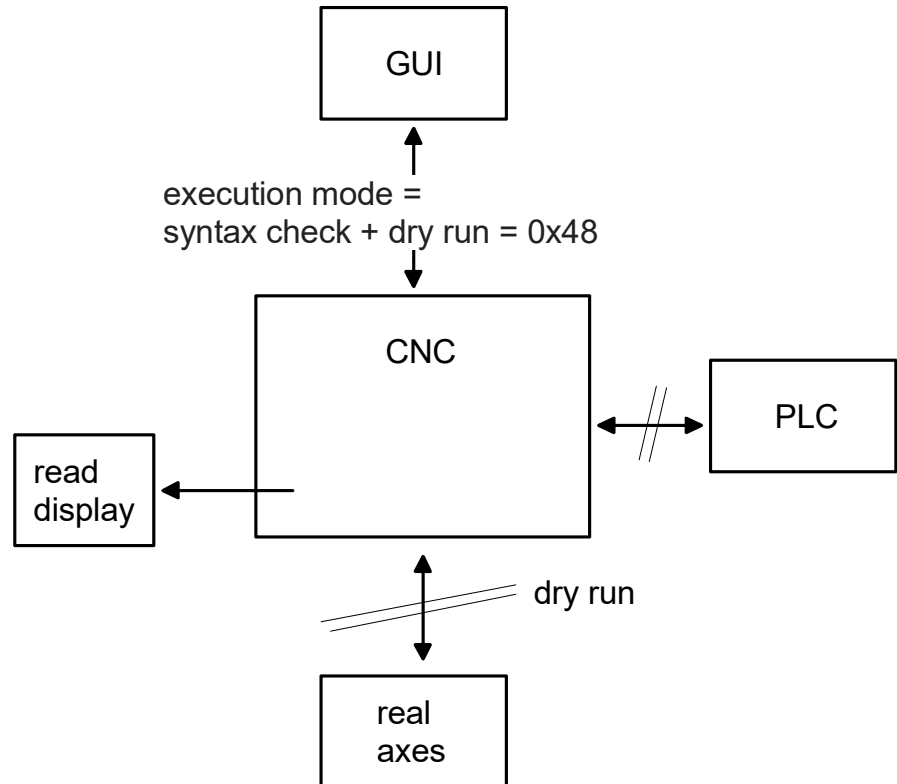 GUI
execution mode =
syntax check + dry run = 0x48
CNC
PLC
read
display
dry run
real
axes